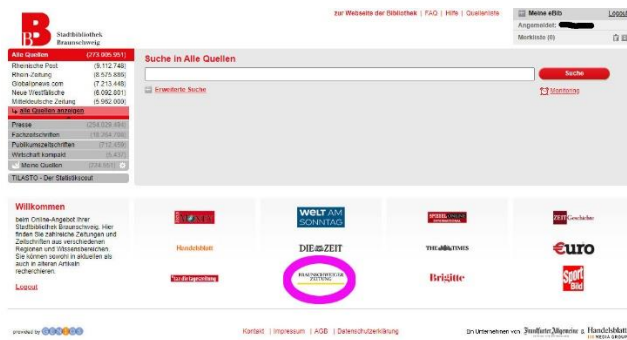 zur Webseite der Bibliothek | FAQ | Hilfe | Quellenliste
Meine eBib Logout
Angemeldet:
Merkliste (0)
B
Stadtbibliothek
Braunschweig
Alle Quellen (273.005.951)
Rheinische Post (9.112.748)
Rhein-Zeitung (8.575.886)
Globalpnews com (7.213.448)
Neue Westfälische (6.092.801)
Mitteldeutsche Zeitung (5.962.000)
alle Quellen anzeigen
Presse
Fachzeitschriften
Publikumszeitschriften
Wirtschaft kompakt
Meine Quellen
TILASTO - Der Statistikscout
Suche in Alle Quellen
Suche
Erweiterte Suche
Monitoring
Willkommen
beim Online-Angebot Ihrer
Stadtbibliothek Braunschweig. Hier
finden Sie zahlreiche Zeitungen und
Zeitschriften aus verschiedenen
Regionen und Wissensbereichen.
Sie können sowohl in aktuellen als
auch in älteren Artikeln
recherchieren.
Logout
WELT AM
SONNTAG
SPIEGEL ONLINE
INTERNATIONAL
ZEIT Geschichte
Handelsblatt
DIE ZEIT
THE TIMES
€uro
die tageszeitung
BRAUNSCHWEIGER
ZEITUNG
Brigitte
Sport
Bild
provided by GENIOS
Kontakt | Impressum | AGB | Datenschutzerklärung
Ein Unternehmen von Frankfurter Allgemeine & Handelsblatt
MEDIA GROUP